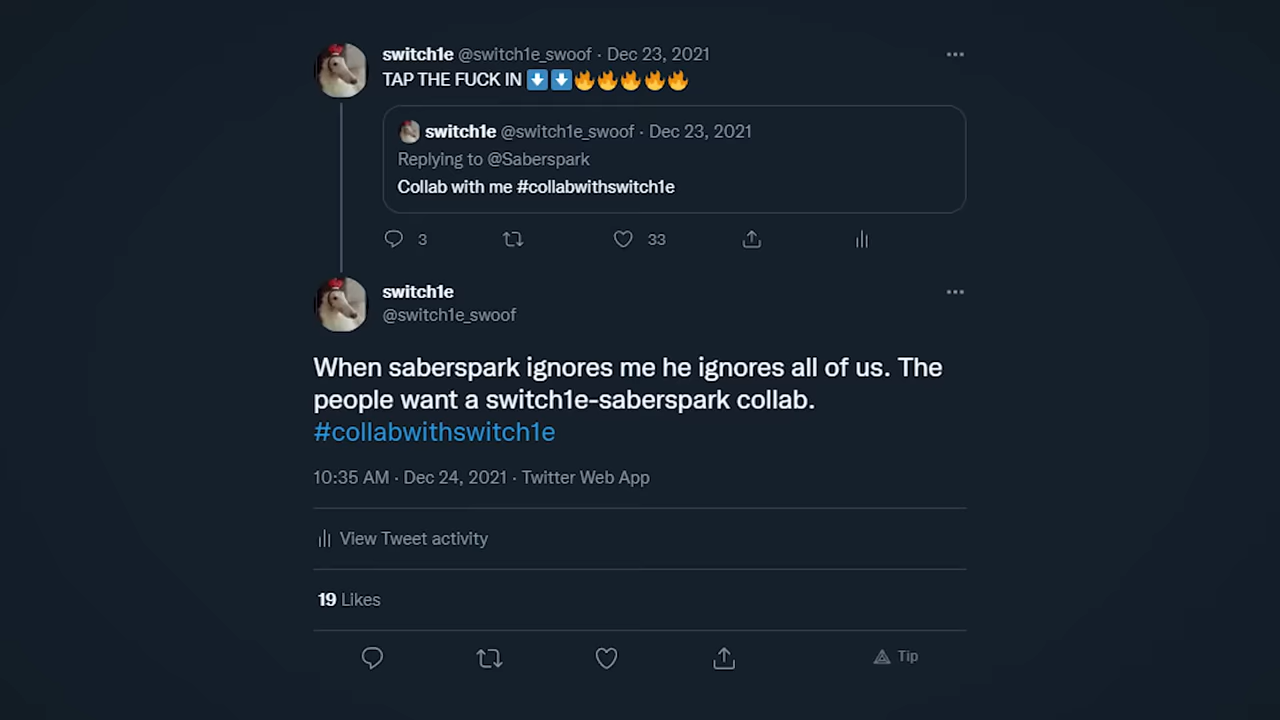 switch1e @switch1e_swoof · Dec 23, 2021
TAP THE FUCK IN ⬇️⬇️🔥🔥🔥🔥🔥
switch1e @switch1e_swoof · Dec 23, 2021
Replying to @Saberspark
Collab with me #collabwithswitch1e
3 33
switch1e
@switch1e_swoof
When saberspark ignores me he ignores all of us. The
people want a switch1e-saberspark collab.
#collabwithswitch1e
10:35 AM · Dec 24, 2021 · Twitter Web App
View Tweet activity
19 Likes
Tip